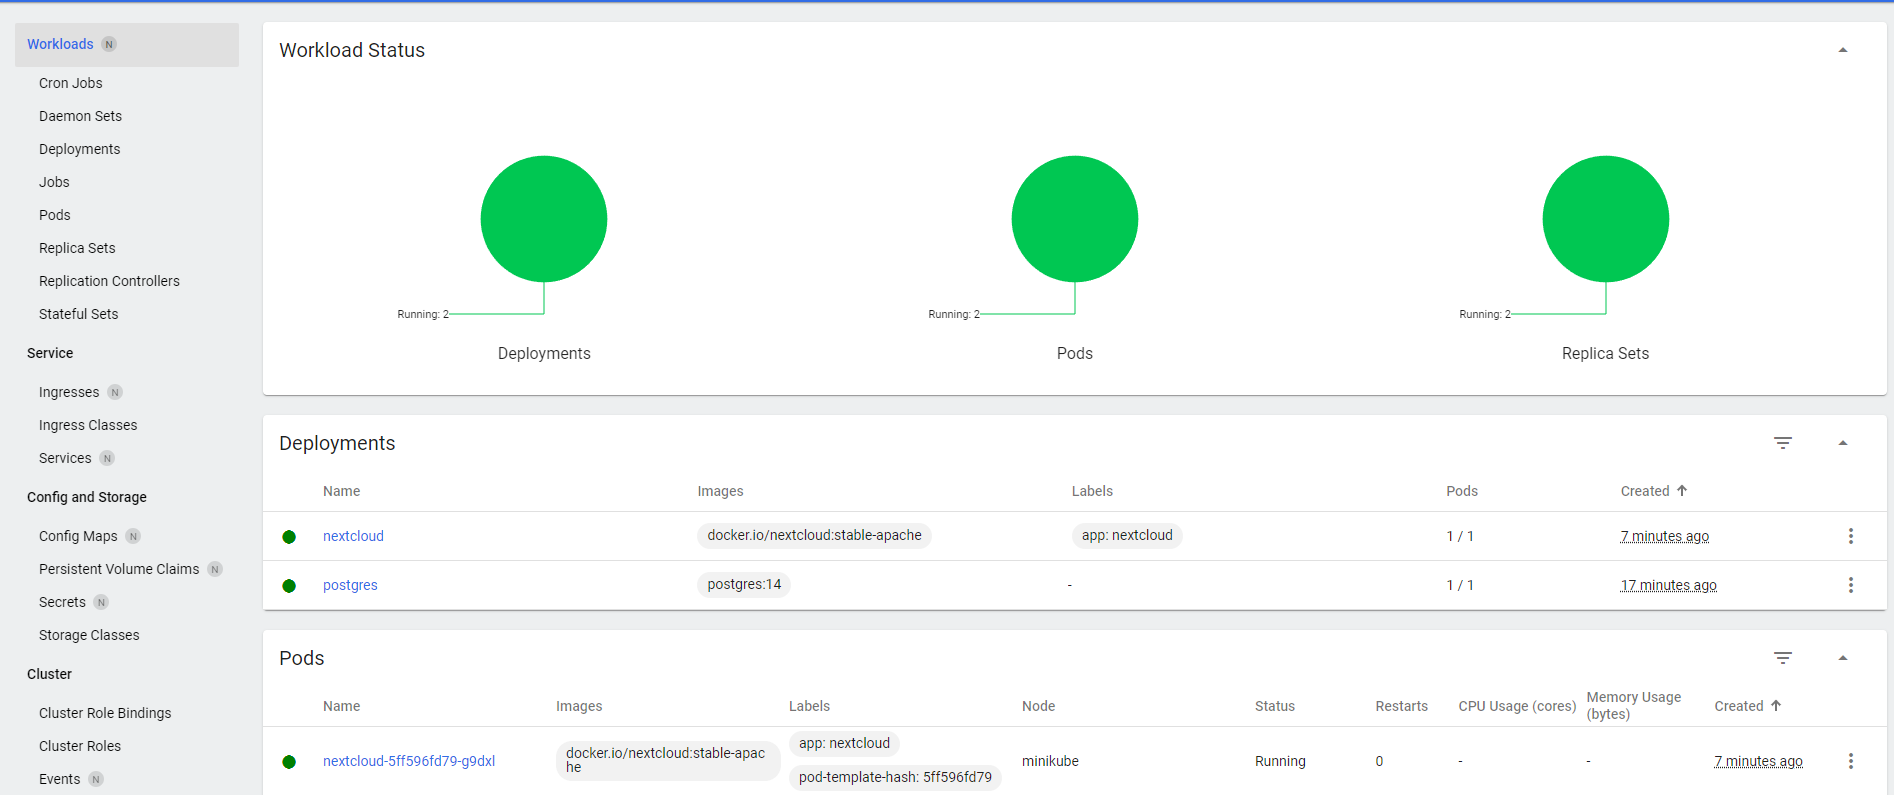 Workloads N
Cron Jobs
Daemon Sets
Deployments
Jobs
Pods
Replica Sets
Replication Controllers
Stateful Sets
Service
Ingresses N
Ingress Classes
Services N
Config and Storage
Config Maps N
Persistent Volume Claims N
Secrets N
Storage Classes
Cluster
Cluster Role Bindings
Cluster Roles
Events N
Workload Status
Running: 2
Deployments
Running: 2
Pods
Running: 2
Replica Sets
Deployments
Name Images Labels Pods Created
nextcloud docker.io/nextcloud:stable-apache app: nextcloud 1 / 1 7 minutes ago
postgres postgres:14 - 1 / 1 17 minutes ago
Pods
Name Images Labels Node Status Restarts CPU Usage (cores) Memory Usage
(bytes) Created
nextcloud-5ff596fd79-g9dxl docker.io/nextcloud:stable-apac
he
app: nextcloud
pod-template-hash: 5ff596fd79
minikube Running 0 - - 7 minutes ago